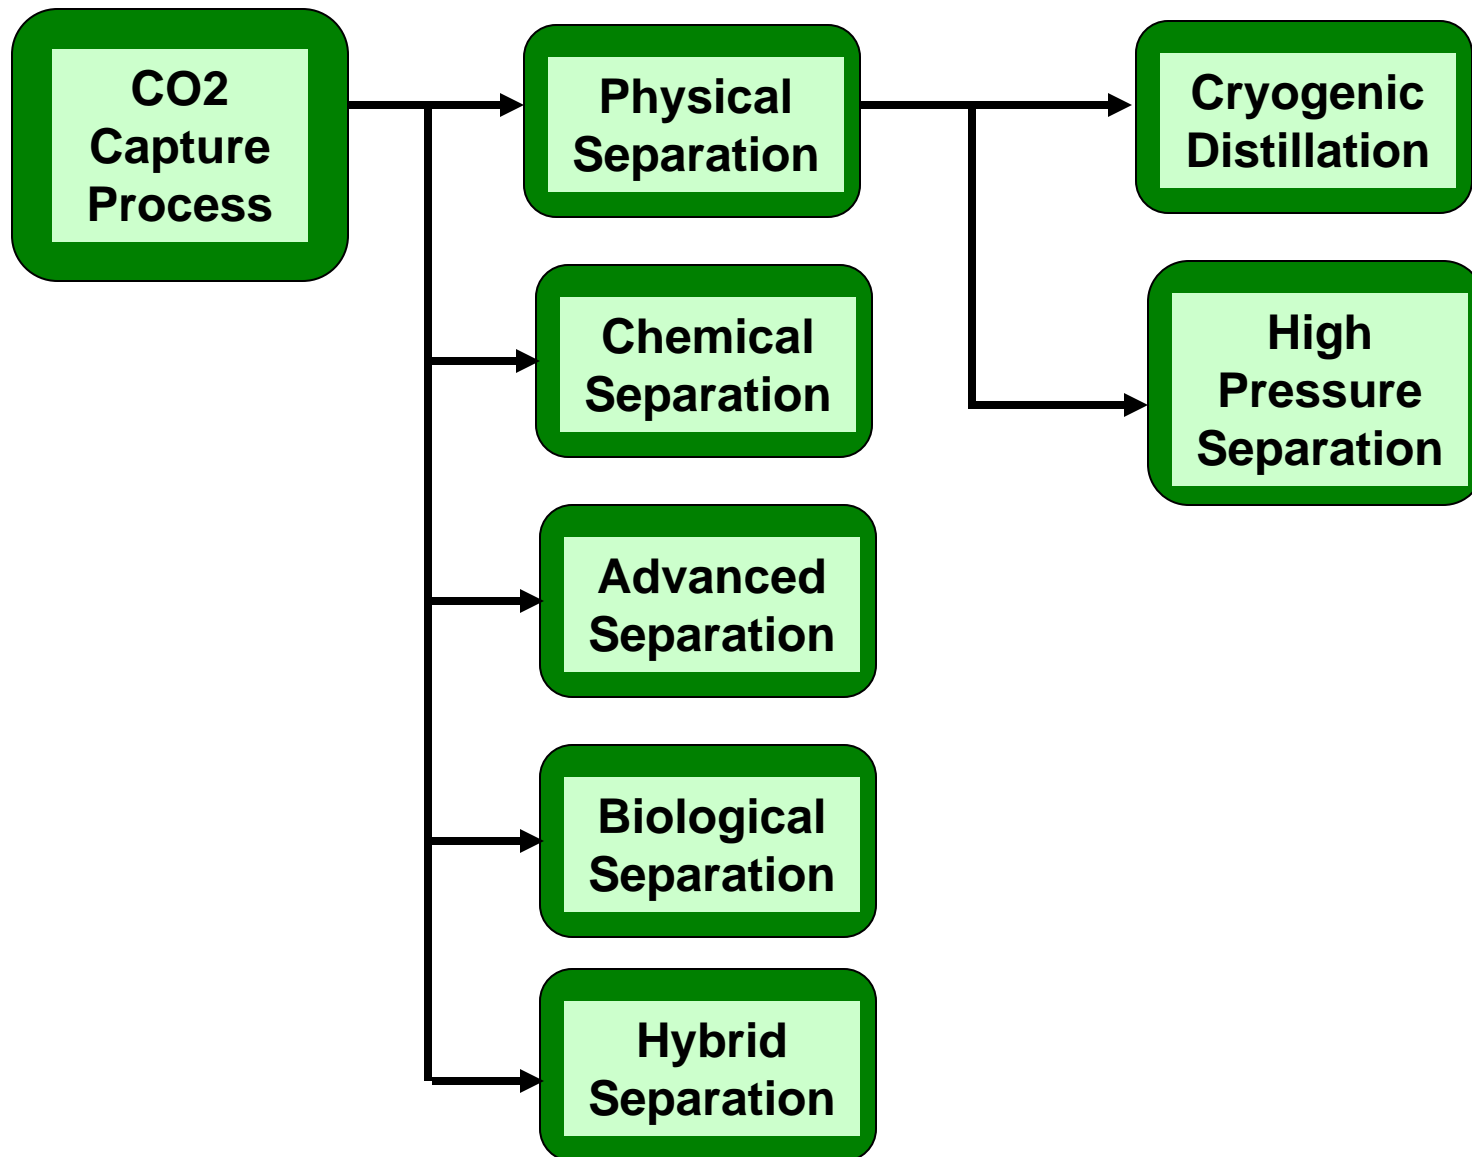 CO2
Capture
Process
Physical
Separation
Cryogenic
Distillation
Chemical
Separation
High
Pressure
Separation
Advanced
Separation
Biological
Separation
Hybrid
Separation